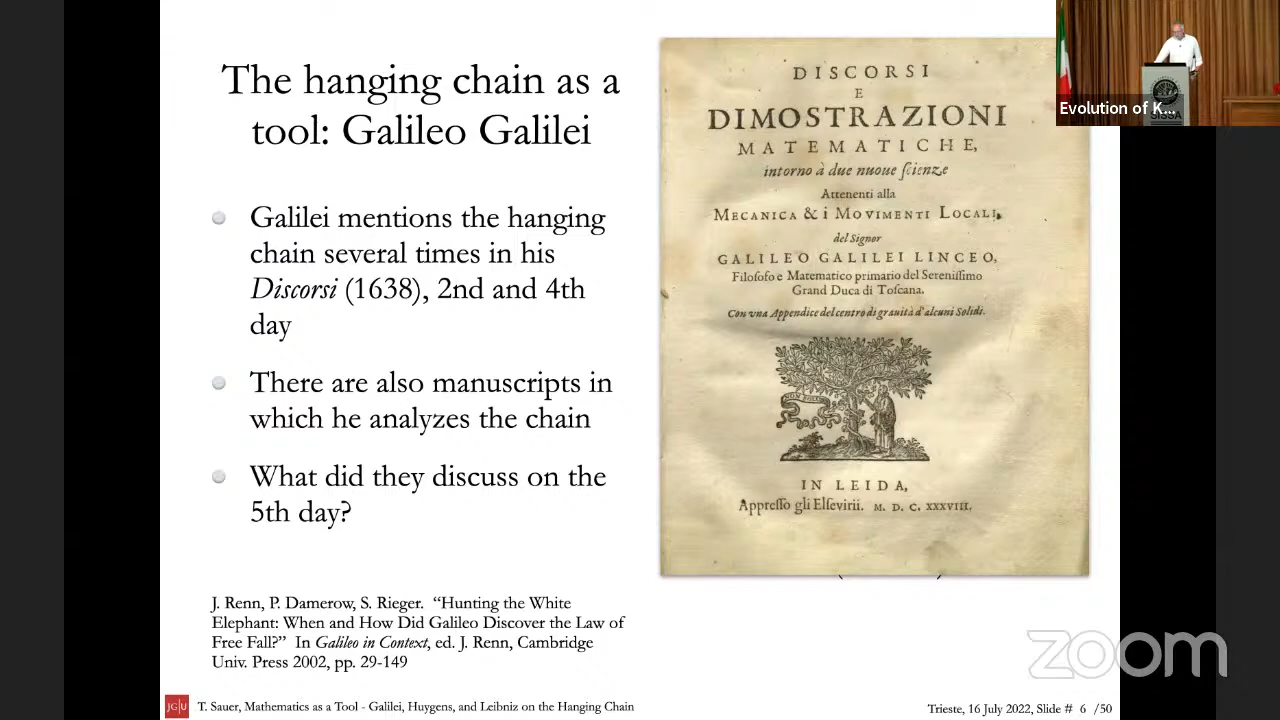 The hanging chain as a
tool: Galileo Galilei
Galilei mentions the hanging
chain several times in his
Discorsi (1638), 2nd and 4th
day
There are also manuscripts in
which he analyzes the chain
What did they discuss on the
5th day?
J. Renn, P. Damerow, S. Rieger. “Hunting the White
Elephant: When and How Did Galileo Discover the Law of
Free Fall?” In Galileo in Context, ed. J. Renn, Cambridge
Univ. Press 2002, pp. 29-149
DISCORSI
E
DIMOSTRAZIONI
MATEMATICHE,
intorno à due nuoue ſcienze
Attenenti alla
MECANICA & i MOVIMENTI LOCALI,
del Signor
GALILEO GALILEI LINCEO,
Filoſofo e Matematico primario del Sereniſſimo
Grand Duca di Toſcana.
Con vna Appendice del centro di grauità d'alcuni Solidi.
IN LEIDA,
Appreſſo gli Elſevirii. M. D. C. XXXVIII.
Evolution of K...
SISSA
zoom
JG|U
T. Sauer, Mathematics as a Tool - Galilei, Huygens, and Leibniz on the Hanging Chain
Trieste, 16 July 2022, Slide # 6 /50